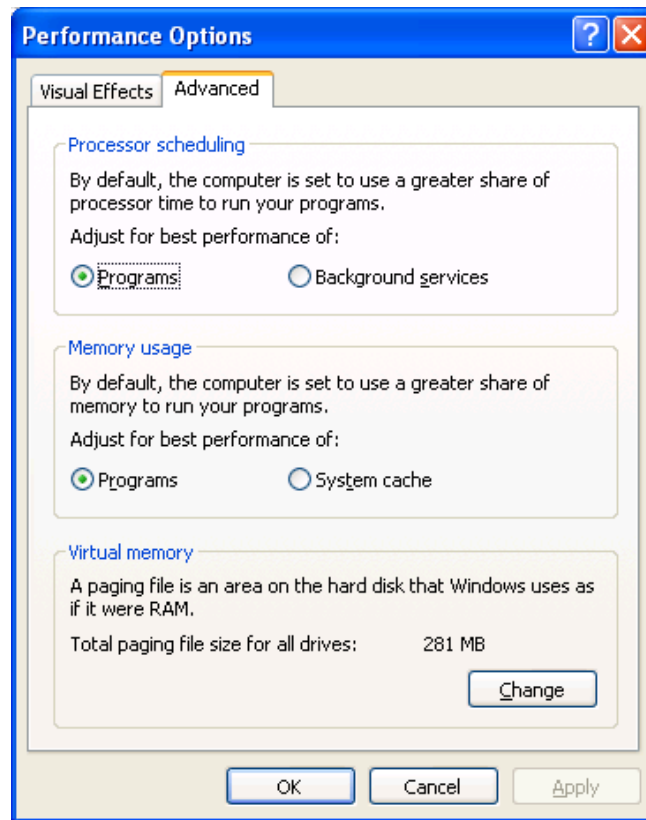 Performance Options
Visual Effects
Advanced
Processor scheduling
By default, the computer is set to use a greater share of
processor time to run your programs.
Adjust for best performance of:
Programs
Background services
Memory usage
By default, the computer is set to use a greater share of
memory to run your programs.
Adjust for best performance of:
Programs
System cache
Virtual memory
A paging file is an area on the hard disk that Windows uses as
if it were RAM.
Total paging file size for all drives: 281 MB
Change
OK
Cancel
Apply